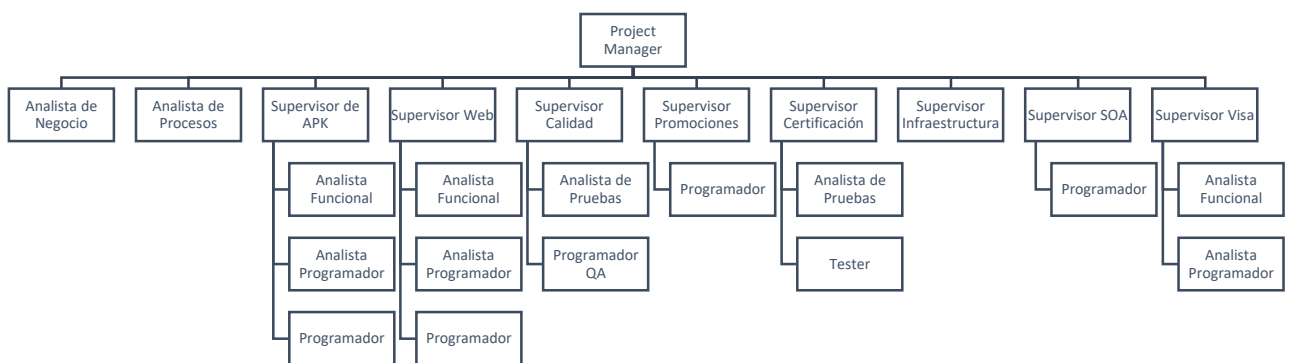 Project
Manager
Analista de
Negocio
Analista de
Procesos
Supervisor de
APK
Supervisor Web
Supervisor
Calidad
Supervisor
Promociones
Supervisor
Certificación
Supervisor
Infraestructura
Supervisor SOA
Supervisor Visa
Analista
Funcional
Analista
Funcional
Analista de
Pruebas
Programador
Analista de
Pruebas
Programador
Analista
Funcional
Analista
Programador
Analista
Programador
Programador
QA
Tester
Analista
Programador
Programador
Programador